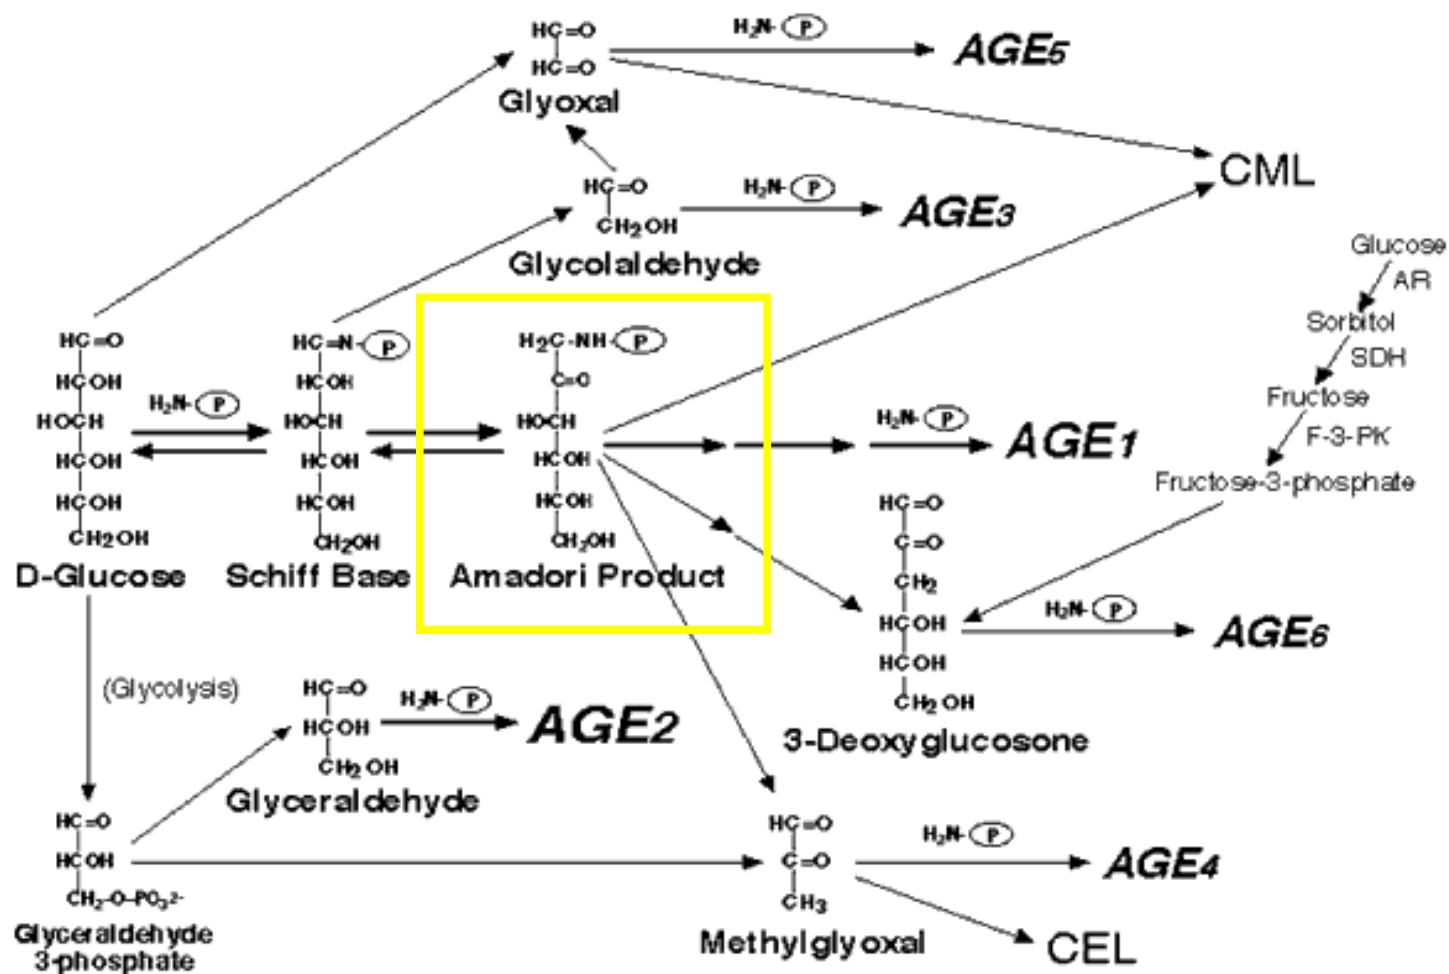 HC=O
HC=O
Glyoxal
H2N-P
AGE5
CML
HC=O
CH2OH
Glycolaldehyde
H2N-P
AGE3
Glucose
AR
Sorbitol
SDH
Fructose
F-3-PK
Fructose-3-phosphate
HC=O
HCOH
HOCH
HCOH
HCOH
CH2OH
D-Glucose
H2N-P
HC=N-P
HCOH
HOCH
HCOH
HCOH
CH2OH
Schiff Base
H2C-NH-P
C=O
HOCH
HCOH
HCOH
CH2OH
Amadori Product
H2N-P
AGE1
HC=O
C=O
CH2
HCOH
HCOH
CH2OH
3-Deoxyglucosone
H2N-P
AGE6
(Glycolysis)
HC=O
HCOH
CH2OH
Glyceraldehyde
H2N-P
AGE2
HC=O
HCOH
CH2-O-PO32-
Glyceraldehyde
3-phosphate
HC=O
C=O
CH3
Methylglyoxal
H2N-P
AGE4
CEL